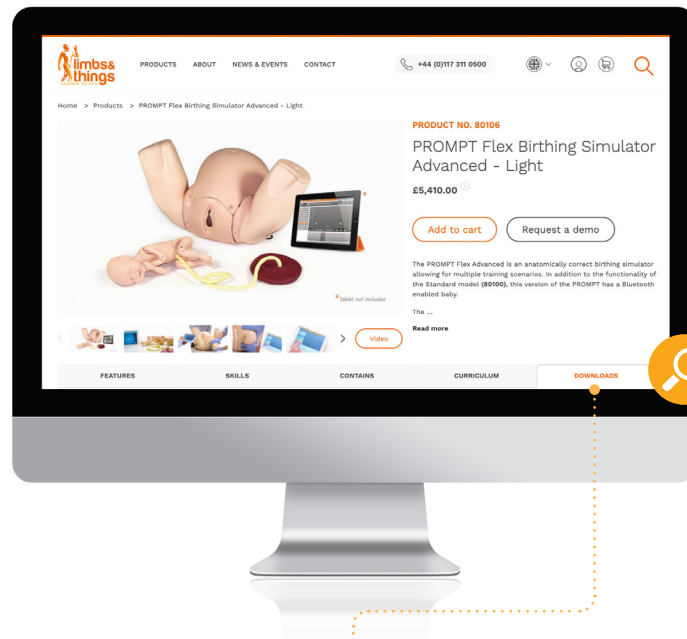 limbs&
things
PRODUCTS ABOUT NEWS & EVENTS CONTACT
+44 (0)117 311 0500
Home > Products > PROMPT Flex Birthing Simulator Advanced - Light
PRODUCT NO. 80106
PROMPT Flex Birthing Simulator
Advanced - Light
£5,410.00
Add to cart
Request a demo
*Tablet not included
The PROMPT Flex Advanced is an anatomically correct birthing simulator
allowing for multiple training scenarios. In addition to the functionality of
the Standard model (80100), this version of the PROMPT has a Bluetooth
enabled baby.
The ...
Read more
Video
FEATURES SKILLS CONTAINS CURRICULUM DOWNLOADS